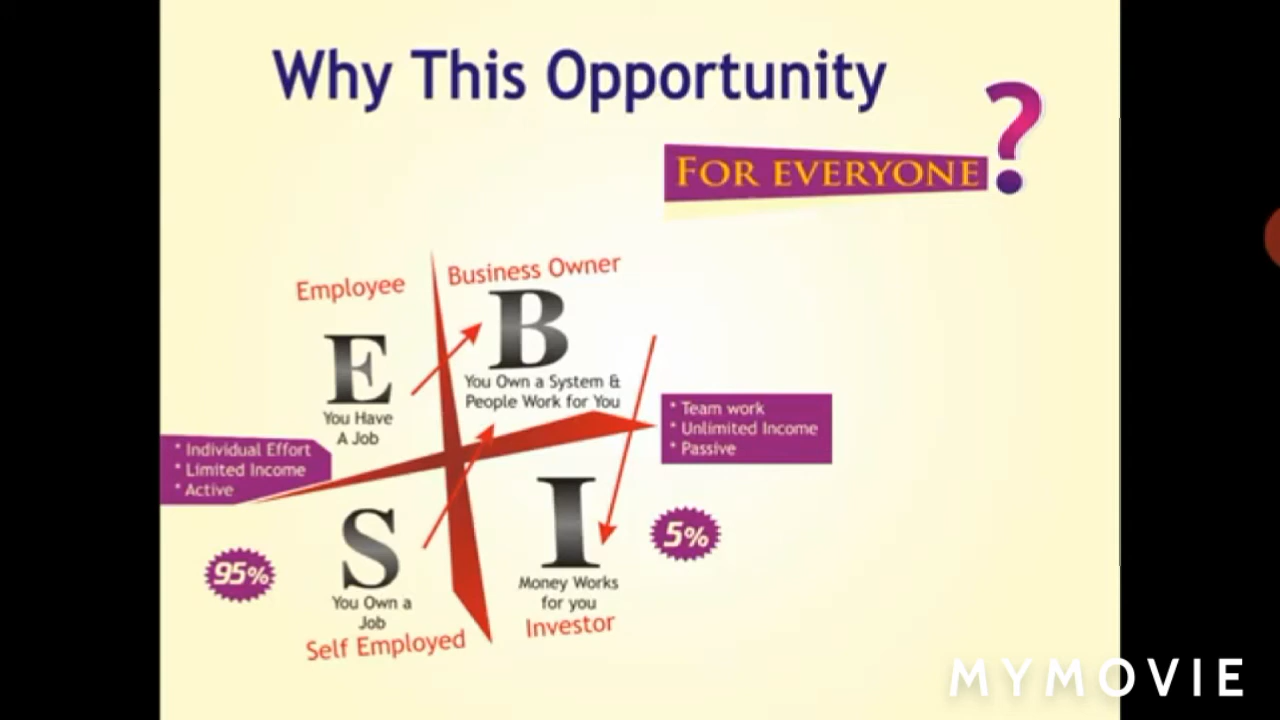 Why This Opportunity
FOR EVERYONE?
Employee
Business Owner
E
B
You Have
A Job
You Own a System &
People Work for You
* Individual Effort
* Limited Income
* Active
* Team work
* Unlimited Income
* Passive
S
I
95%
5%
You Own a
Job
Self Employed
Money Works
for you
Investor
MYMOVIE